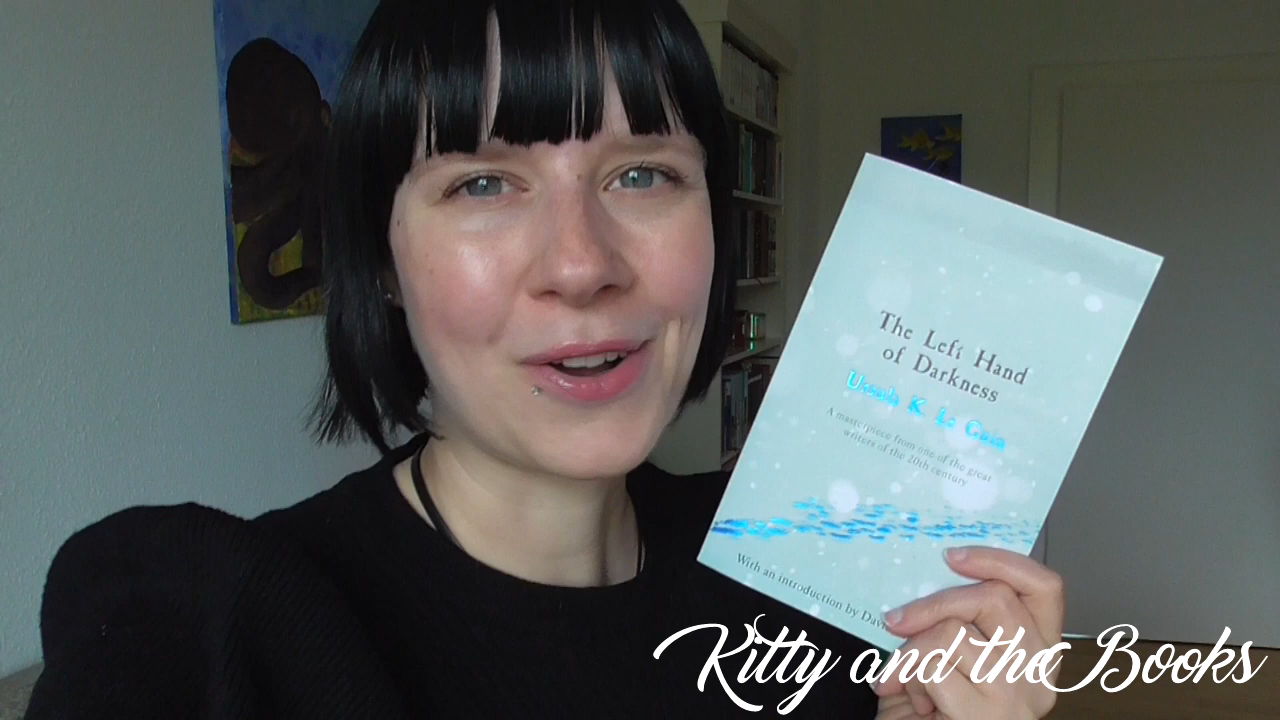 The Left Hand
of Darkness
Ursula K. Le Guin
A masterpiece from one of the great
writers of the 20th century
With an introduction by
Kitty and the Books